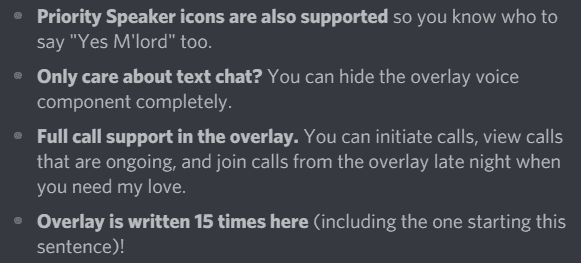 Priority Speaker icons are also supported so you know who to
say "Yes M'lord" too.
Only care about text chat? You can hide the overlay voice
component completely.
Full call support in the overlay. You can initiate calls, view calls
that are ongoing, and join calls from the overlay late night when
you need my love.
Overlay is written 15 times here (including the one starting this
sentence)!